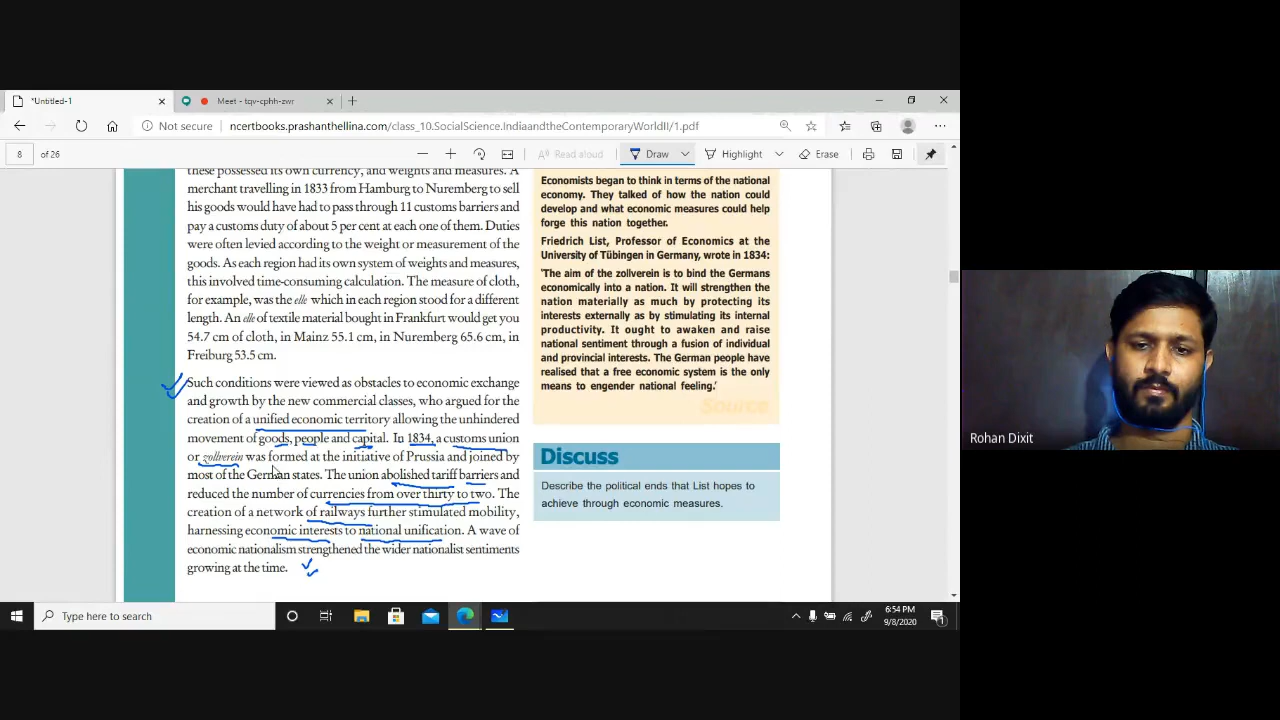 *Untitled-1
Meet - tqv-cphh-zwr
Not secure
ncertbooks.prashanthellina.com/class_10.SocialScience.IndiaandtheContemporaryWorldII/1.pdf
8 of 26
Read aloud
Draw
Highlight
Erase
these possessed its own currency, and weights and measures. A
merchant travelling in 1833 from Hamburg to Nuremberg to sell
his goods would have had to pass through 11 customs barriers and
pay a customs duty of about 5 per cent at each one of them. Duties
were often levied according to the weight or measurement of the
goods. As each region had its own system of weights and measures,
this involved time-consuming calculation. The measure of cloth,
for example, was the elle which in each region stood for a different
length. An elle of textile material bought in Frankfurt would get you
54.7 cm of cloth, in Mainz 55.1 cm, in Nuremberg 65.6 cm, in
Freiburg 53.5 cm.
Such conditions were viewed as obstacles to economic exchange
and growth by the new commercial classes, who argued for the
creation of a unified economic territory allowing the unhindered
movement of goods, people and capital. In 1834, a customs union
or zollverein was formed at the initiative of Prussia and joined by
most of the German states. The union abolished tariff barriers and
reduced the number of currencies from over thirty to two. The
creation of a network of railways further stimulated mobility,
harnessing economic interests to national unification. A wave of
economic nationalism strengthened the wider nationalist sentiments
growing at the time.
Economists began to think in terms of the national
economy. They talked of how the nation could
develop and what economic measures could help
forge this nation together.
Friedrich List, Professor of Economics at the
University of Tübingen in Germany, wrote in 1834:
‘The aim of the zollverein is to bind the Germans
economically into a nation. It will strengthen the
nation materially as much by protecting its
interests externally as by stimulating its internal
productivity. It ought to awaken and raise
national sentiment through a fusion of individual
and provincial interests. The German people have
realised that a free economic system is the only
means to engender national feeling.’
Source
Discuss
Describe the political ends that List hopes to
achieve through economic measures.
Rohan Dixit
Type here to search
6:54 PM
9/8/2020
1